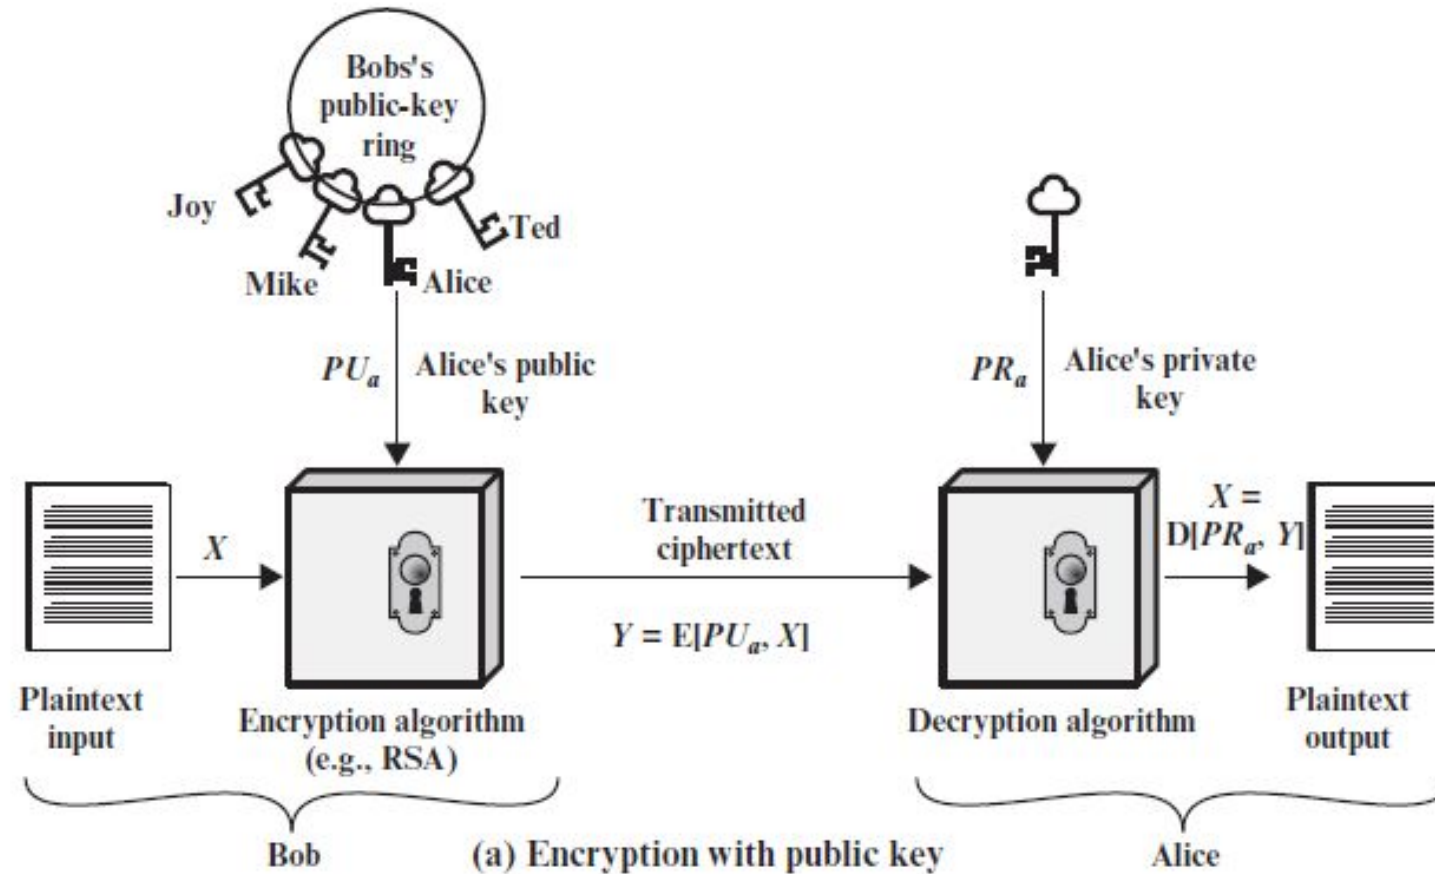 Bobs's
public-key
ring
Joy
Mike
Alice
Ted
PUa
Alice's public
key
PRa
Alice's private
key
X
Transmitted
ciphertext
Y = E[PUa, X]
X =
D[PRa, Y]
Plaintext
input
Encryption algorithm
(e.g., RSA)
Decryption algorithm
Plaintext
output
Bob
(a) Encryption with public key
Alice